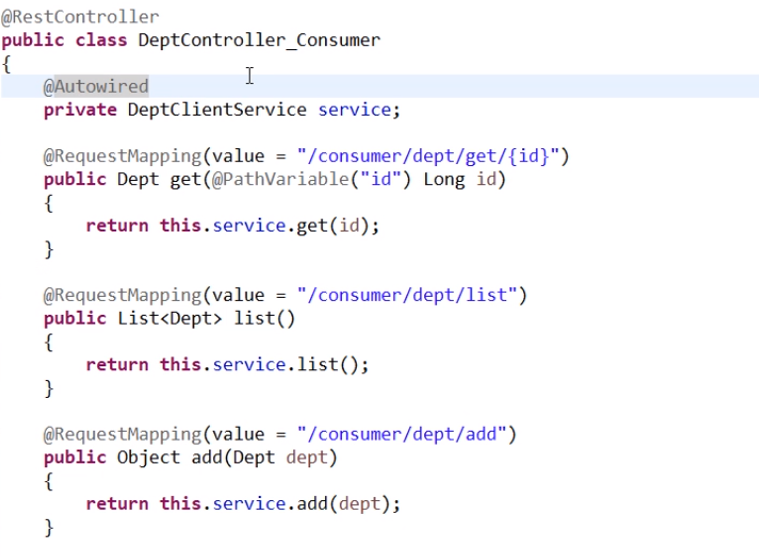 @RestController
public class DeptController_Consumer
{
@Autowired
private DeptClientService service;
@RequestMapping(value = "/consumer/dept/get/{id}")
public Dept get(@PathVariable("id") Long id)
{
return this.service.get(id);
}
@RequestMapping(value = "/consumer/dept/list")
public List<Dept> list()
{
return this.service.list();
}
@RequestMapping(value = "/consumer/dept/add")
public Object add(Dept dept)
{
return this.service.add(dept);
}